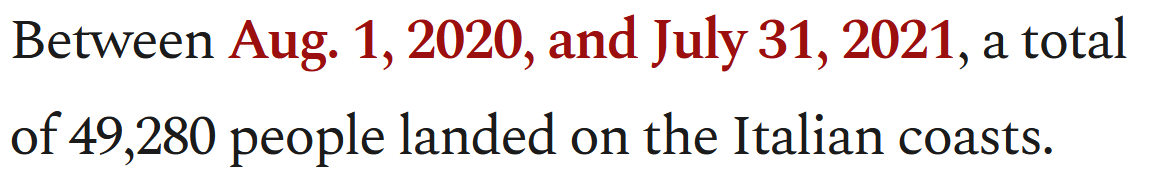 Between Aug. 1, 2020, and July 31, 2021, a total
of 49,280 people landed on the Italian coasts.